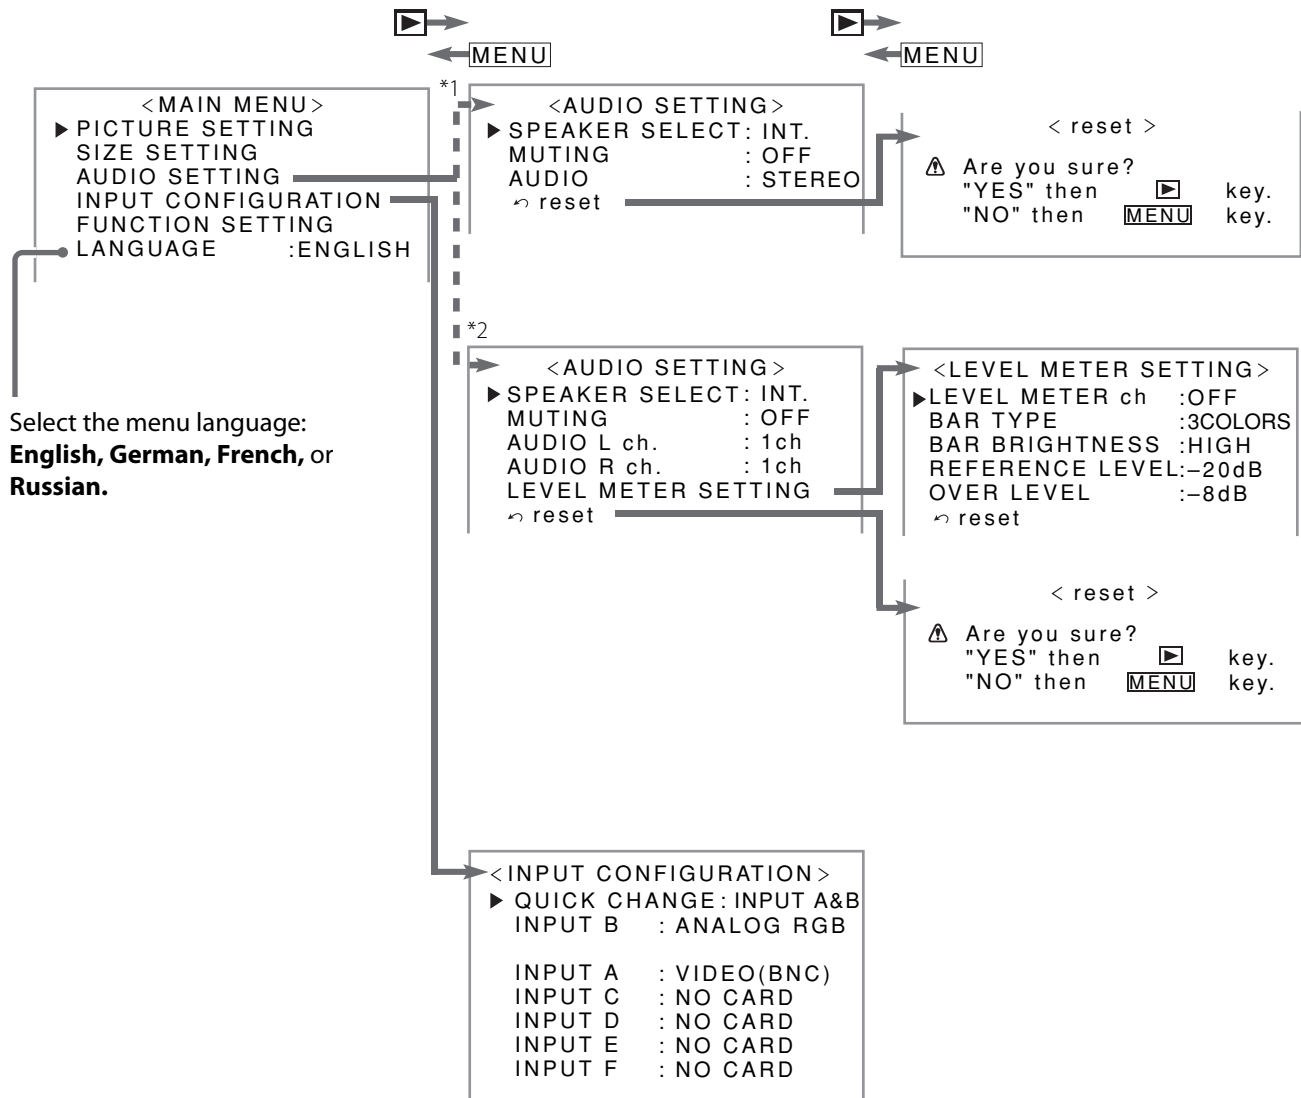 MENU
MENU
<MAIN MENU>
▶ PICTURE SETTING
SIZE SETTING
AUDIO SETTING
INPUT CONFIGURATION
FUNCTION SETTING
LANGUAGE :ENGLISH
Select the menu language:
English, German, French, or
Russian.
*1
<AUDIO SETTING>
▶ SPEAKER SELECT: INT.
MUTING : OFF
AUDIO : STEREO
↶ reset
< reset >
⚠ Are you sure?
"YES" then ▶ key.
"NO" then MENU key.
*2
<AUDIO SETTING>
▶ SPEAKER SELECT: INT.
MUTING : OFF
AUDIO L ch. : 1ch
AUDIO R ch. : 1ch
LEVEL METER SETTING
↶ reset
<LEVEL METER SETTING>
▶LEVEL METER ch :OFF
BAR TYPE :3COLORS
BAR BRIGHTNESS :HIGH
REFERENCE LEVEL:–20dB
OVER LEVEL :–8dB
↶ reset
< reset >
⚠ Are you sure?
"YES" then ▶ key.
"NO" then MENU key.
<INPUT CONFIGURATION>
▶ QUICK CHANGE: INPUT A&B
INPUT B : ANALOG RGB
INPUT A : VIDEO(BNC)
INPUT C : NO CARD
INPUT D : NO CARD
INPUT E : NO CARD
INPUT F : NO CARD